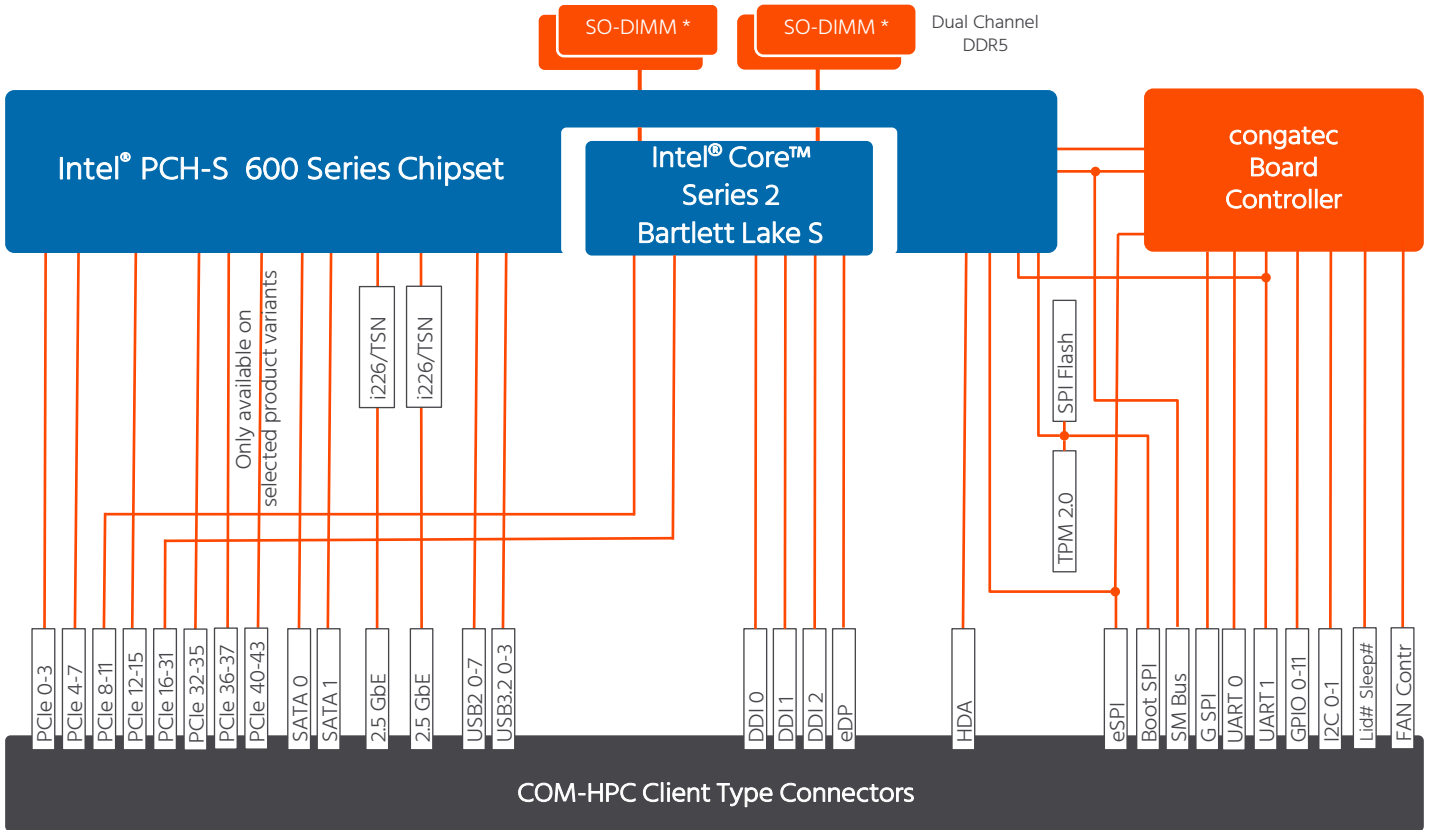 SO-DIMM *
SO-DIMM *
Dual Channel
DDR5
Intel® PCH-S 600 Series Chipset
Intel® Core™
Series 2
Bartlett Lake S
congatec
Board
Controller
Only available on
selected product variants
i226/TSN
i226/TSN
SPI Flash
TPM 2.0
PCIe 0-3
PCIe 4-7
PCIe 8-11
PCIe 12-15
PCIe 16-31
PCIe 32-35
PCIe 36-37
PCIe 40-43
SATA 0
SATA 1
2.5 GbE
2.5 GbE
USB2 0-7
USB3.2 0-3
DDI 0
DDI 1
DDI 2
eDP
HDA
eSPI
Boot SPI
SM Bus
G SPI
UART 0
UART 1
GPIO 0-11
I2C 0-1
Lid# Sleep#
FAN Contr
COM-HPC Client Type Connectors